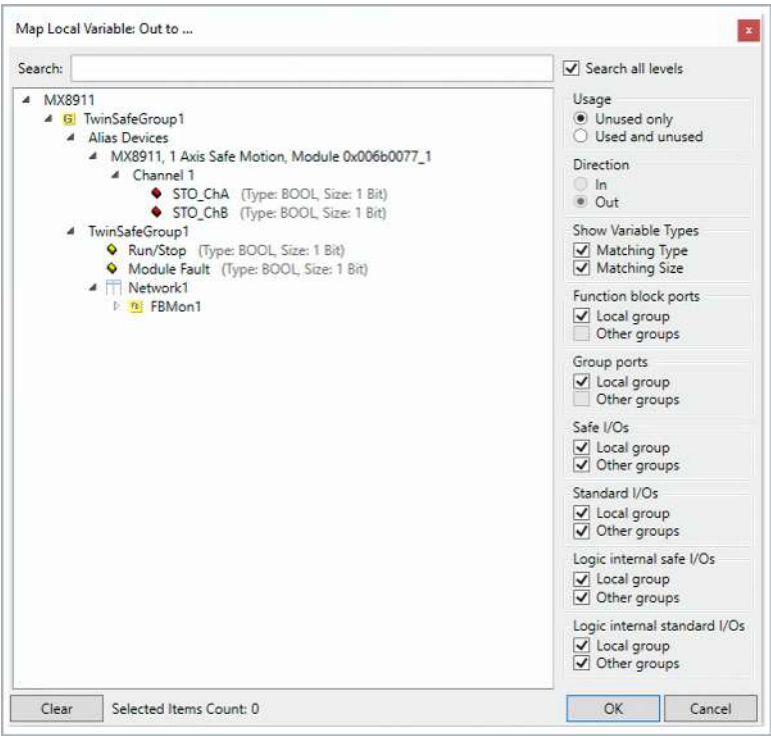 Map Local Variable: Out to ...
x
Search:
Search all levels
MX8911
G TwinSafeGroup1
Alias Devices
MX8911, 1 Axis Safe Motion, Module 0x006b0077_1
Channel 1
STO_ChA (Type: BOOL, Size: 1 Bit)
STO_ChB (Type: BOOL, Size: 1 Bit)
TwinSafeGroup1
Run/Stop (Type: BOOL, Size: 1 Bit)
Module Fault (Type: BOOL, Size: 1 Bit)
Network1
FBMon1
Usage
Unused only
Used and unused
Direction
In
Out
Show Variable Types
Matching Type
Matching Size
Function block ports
Local group
Other groups
Group ports
Local group
Other groups
Safe I/Os
Local group
Other groups
Standard I/Os
Local group
Other groups
Logic internal safe I/Os
Local group
Other groups
Logic internal standard I/Os
Local group
Other groups
Clear
Selected Items Count: 0
OK
Cancel